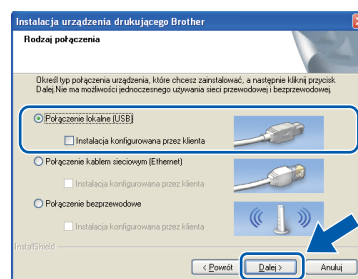 Instalacja urządzenia drukującego Brother
Rodzaj połączenia
Określ typ połączenia urządzenia, które chcesz zainstalować, a następnie kliknij przycisk
Dalej.Nie ma możliwości jednoczesnego używania sieci przewodowej i bezprzewodowej.
Połączenie lokalne (USB)
Instalacja konfigurowana przez klienta
Połączenie kablem sieciowym (Ethernet)
Instalacja konfigurowana przez klienta
Połączenie bezprzewodowe
Instalacja konfigurowana przez klienta
InstallShield
< Powrót Dalej > Anuluj